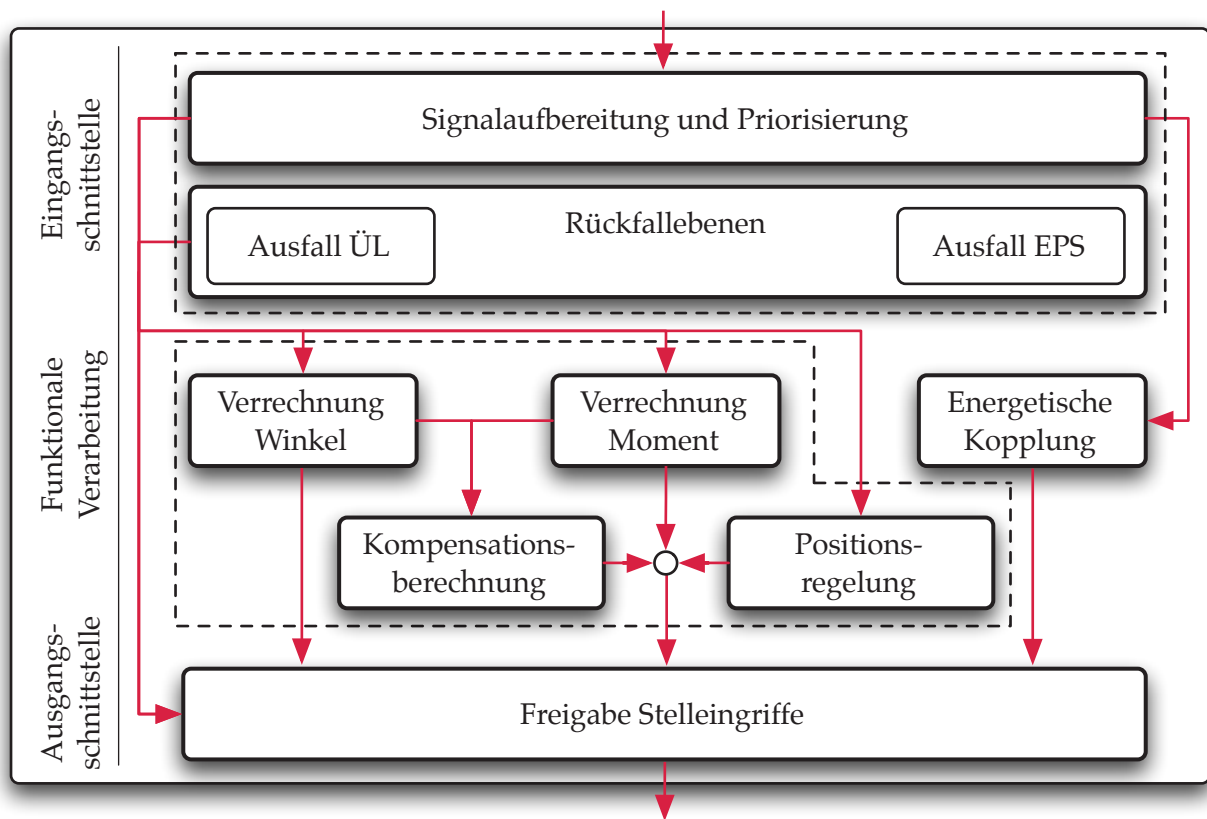 Eingangs-
schnittstelle
Signalaufbereitung und Priorisierung
Rückfallebenen
Ausfall ÜL
Ausfall EPS
Funktionale
Verarbeitung
Verrechnung
Winkel
Verrechnung
Moment
Energetische
Kopplung
Kompensations-
berechnung
Positions-
regelung
Ausgangs-
schnittstelle
Freigabe Stelleingriffe